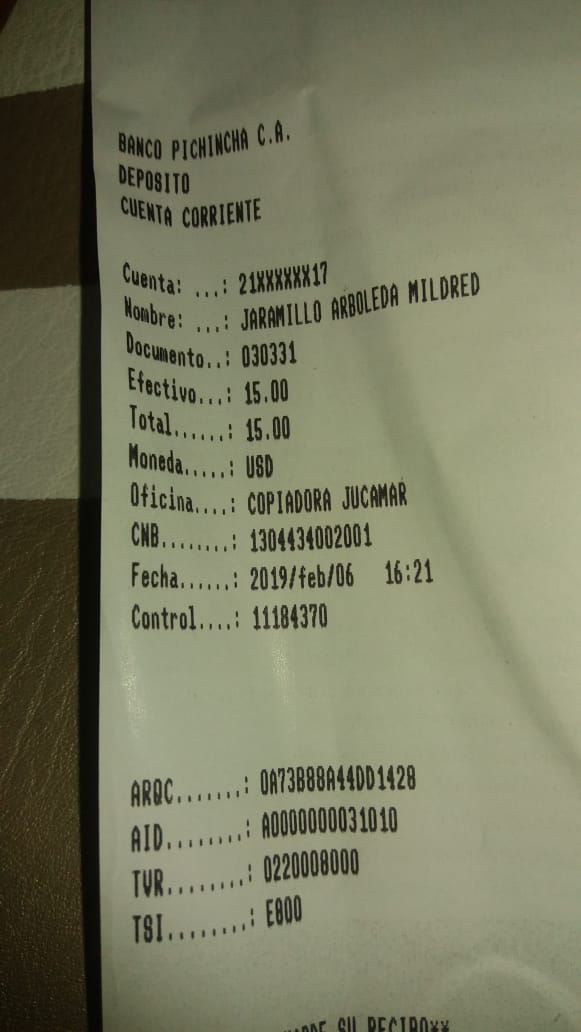 BANCO PICHINCHA C.A.
DEPOSITO
CUENTA CORRIENTE
Cuenta: ...: 21XXXXXX17
Nombre: ...: JARAMILLO ARBOLEDA MILDRED
Documento..: 030331
Efectivo...: 15.00
Total......: 15.00
Moneda.....: USD
Oficina....: COPIADORA JUCAMAR
CNB........: 1304434002001
Fecha......: 2019/feb/06 16:21
Control....: 11184370
ARQC.......: 0A73B88A44DD1428
AID........: A0000000031010
TVR........: 0220008000
TSI........: E800
SU RECIBO**